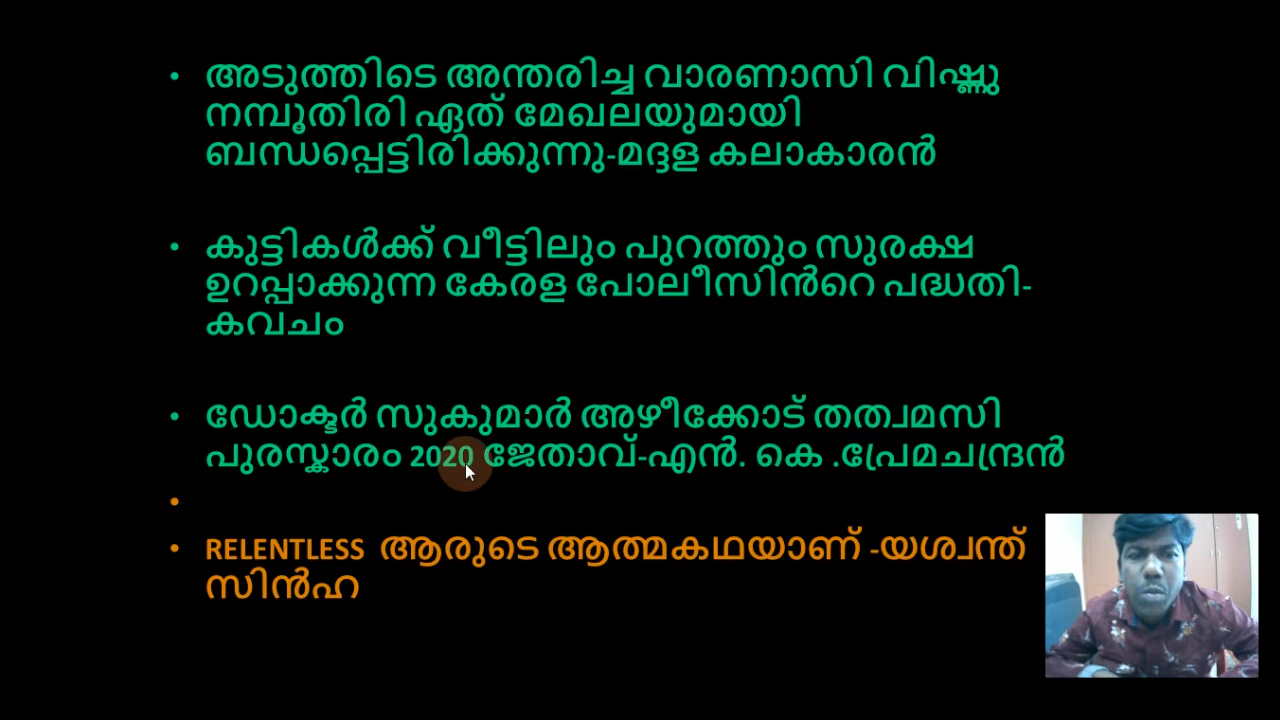 • അടുത്തിടെ അന്തരിച്ച വാരണാസി വിഷ്ണു
നമ്പൂതിരി ഏത് മേഖലയുമായി
ബന്ധപ്പെട്ടിരിക്കുന്നു-മദ്ദള കലാകാരൻ
• കുട്ടികൾക്ക് വീട്ടിലും പുറത്തും സുരക്ഷ
ഉറപ്പാക്കുന്ന കേരള പോലീസിൻറെ പദ്ധതി-
കവചം
• ഡോക്ടർ സുകുമാർ അഴീക്കോട് തത്വമസി
പുരസ്കാരം 2020 ജേതാവ്-എൻ. കെ .പ്രേമചന്ദ്രൻ
•
• RELENTLESS ആരുടെ ആത്മകഥയാണ് -യശ്വന്ത്
സിൻഹ